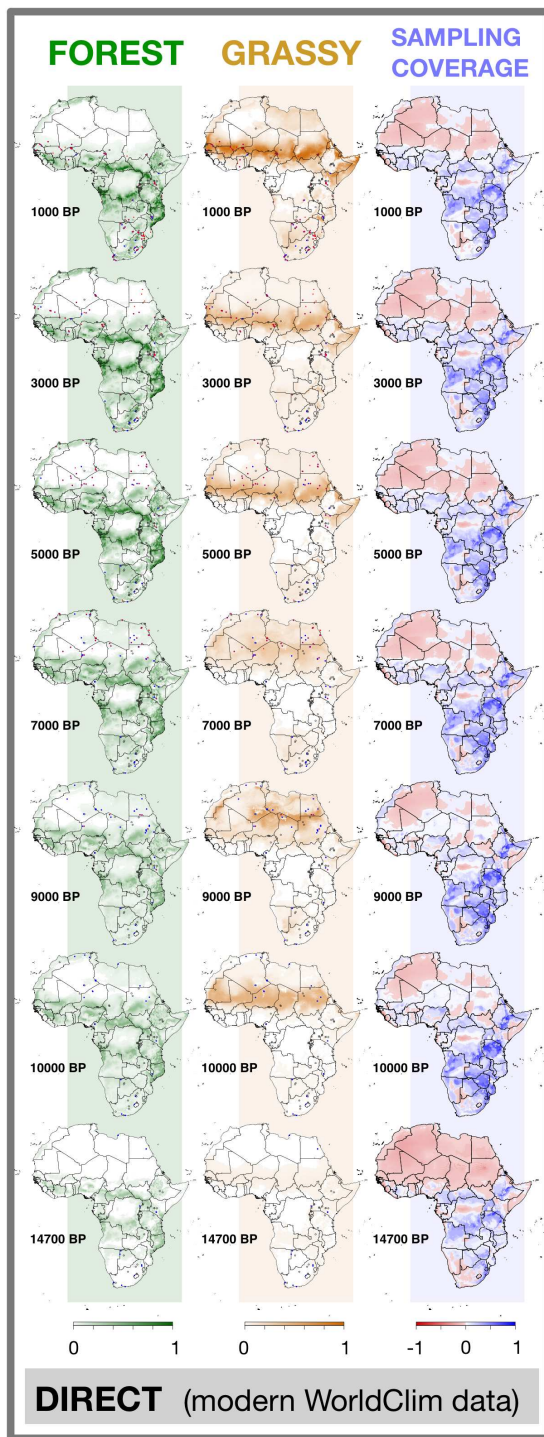 FOREST GRASSY SAMPLING
COVERAGE
1000 BP 1000 BP 1000 BP
3000 BP 3000 BP 3000 BP
5000 BP 5000 BP 5000 BP
7000 BP 7000 BP 7000 BP
9000 BP 9000 BP 9000 BP
10000 BP 10000 BP 10000 BP
14700 BP 14700 BP 14700 BP
0 1 0 1 -1 0 1
DIRECT (modern WorldClim data)